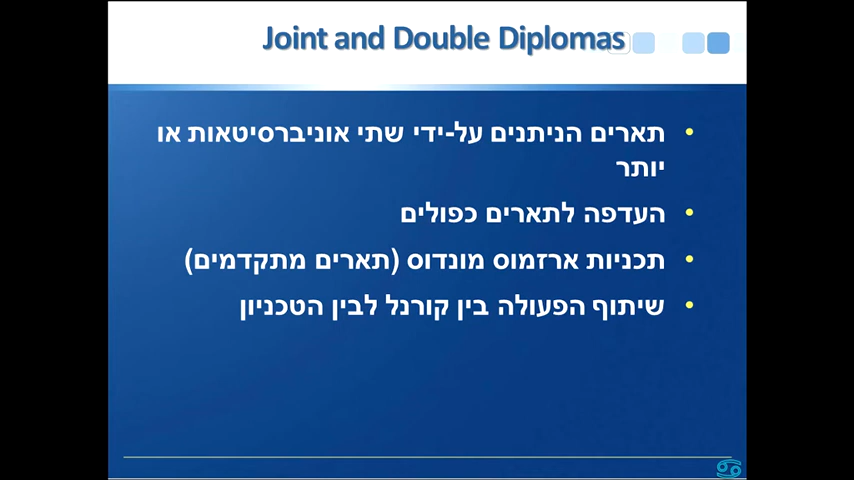 Joint and Double Diplomas
• תארים הניתנים על-ידי שתי אוניברסיטאות או
יותר
• העדפה לתארים כפולים
• תכניות ארזמוס מונדוס (תארים מתקדמים)
• שיתוף הפעולה בין קורנל לבין הטכניון